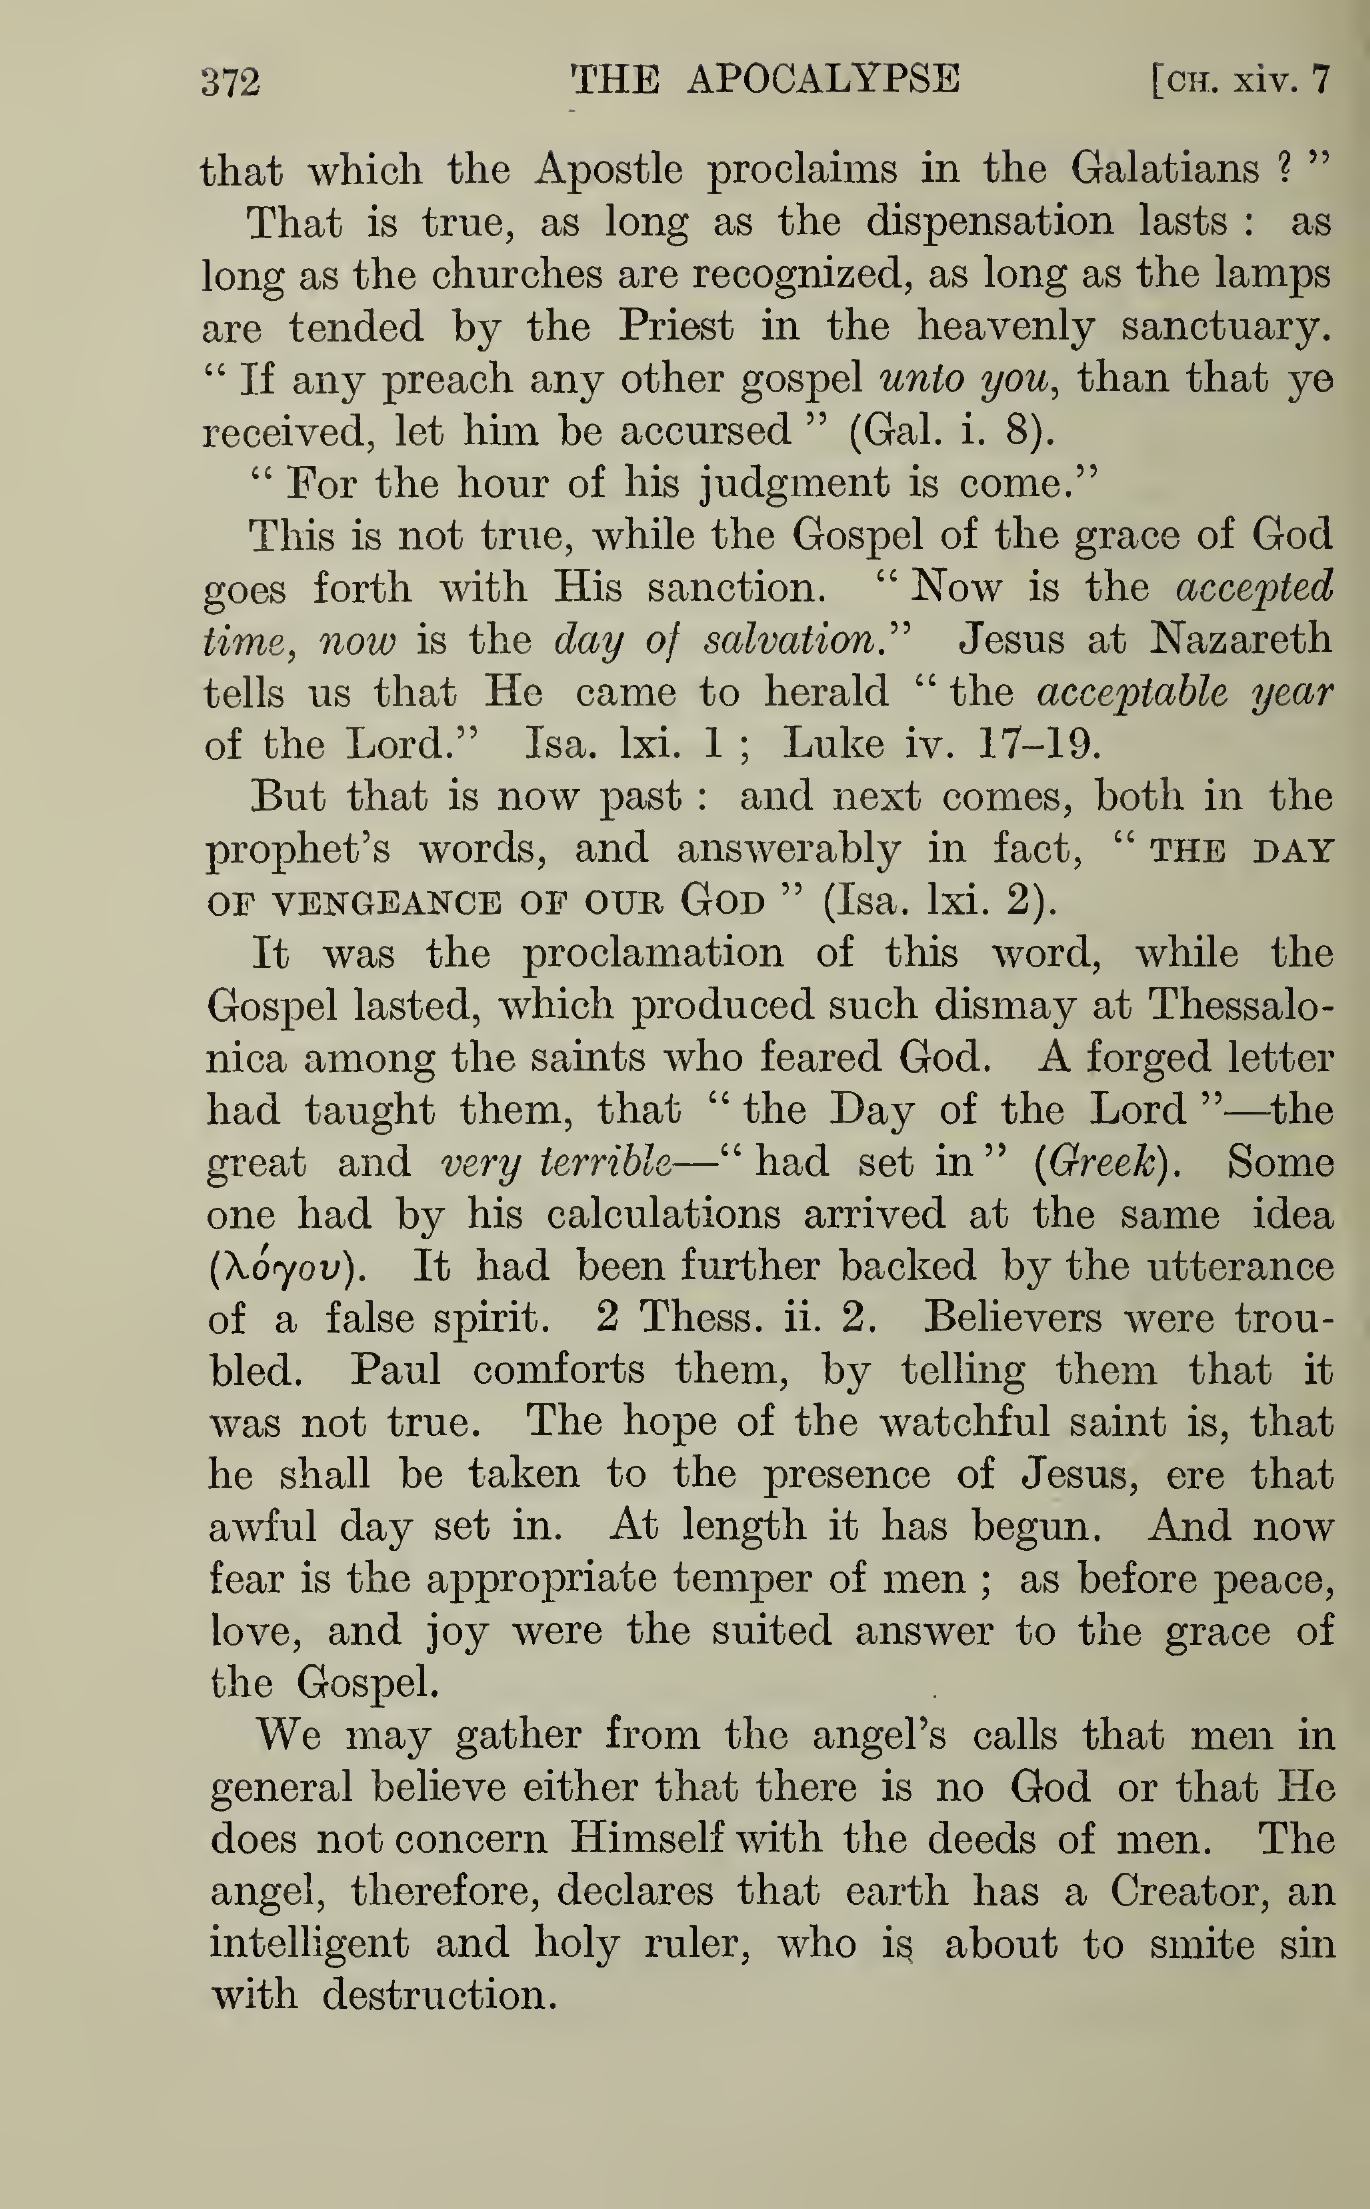 372 THE APOCALYPSE [CH. xiv. 7
that which the Apostle proclaims in the Galatians ? ”
That is true, as long as the dispensation lasts : as
long as the churches are recognized, as long as the lamps
are tended by the Priest in the heavenly sanctuary.
“ If any preach any other gospel unto you, than that ye
received, let him be accursed ” (Gal. i. 8).
“ For the hour of his judgment is come.”
This is not true, while the Gospel of the grace of God
goes forth with His sanction. “ Now is the accepted
time, now is the day of salvation.” Jesus at Nazareth
tells us that He came to herald “ the acceptable year
of the Lord.” Isa. lxi. 1 ; Luke iv. 17–19.
But that is now past : and next comes, both in the
prophet’s words, and answerably in fact, “ THE DAY
OF VENGEANCE OF OUR GOD ” (Isa. lxi. 2).
It was the proclamation of this word, while the
Gospel lasted, which produced such dismay at Thessalo-
nica among the saints who feared God. A forged letter
had taught them, that “ the Day of the Lord ”—the
great and very terrible—“ had set in ” (Greek). Some
one had by his calculations arrived at the same idea
(λόγου). It had been further backed by the utterance
of a false spirit. 2 Thess. ii. 2. Believers were trou-
bled. Paul comforts them, by telling them that it
was not true. The hope of the watchful saint is, that
he shall be taken to the presence of Jesus, ere that
awful day set in. At length it has begun. And now
fear is the appropriate temper of men ; as before peace,
love, and joy were the suited answer to the grace of
the Gospel.
We may gather from the angel’s calls that men in
general believe either that there is no God or that He
does not concern Himself with the deeds of men. The
angel, therefore, declares that earth has a Creator, an
intelligent and holy ruler, who is about to smite sin
with destruction.